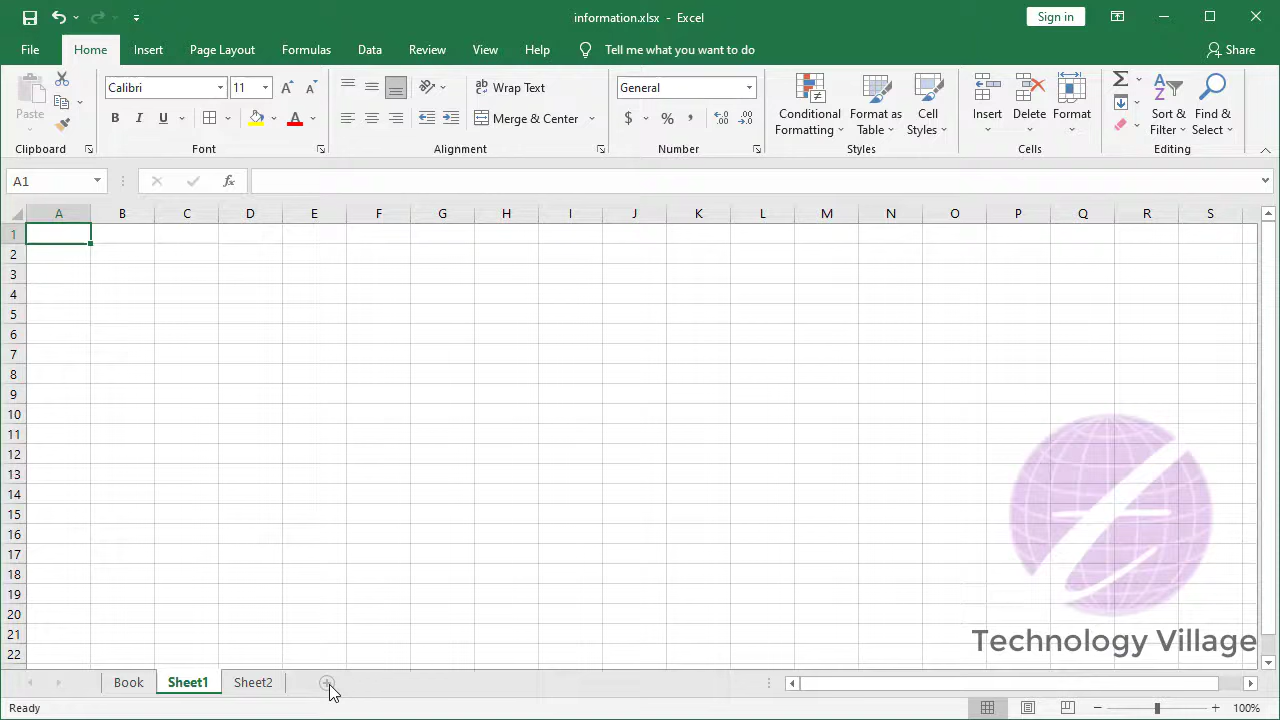 information.xlsx - Excel
Sign in
File Home Insert Page Layout Formulas Data Review View Help Tell me what you want to do Share
Paste
Calibri 11
Wrap Text
General
B I U
Merge & Center
$ % ,
Conditional Formatting
Format as Table
Cell Styles
Insert
Delete
Format
Sort & Filter
Find & Select
Clipboard Font Alignment Number Styles Cells Editing
A1 fx
A B C D E F G H I J K L M N O P Q R S
1
2
3
4
5
6
7
8
9
10
11
12
13
14
15
16
17
18
19
20
21
22
Technology Village
Book Sheet1 Sheet2
Ready 100%